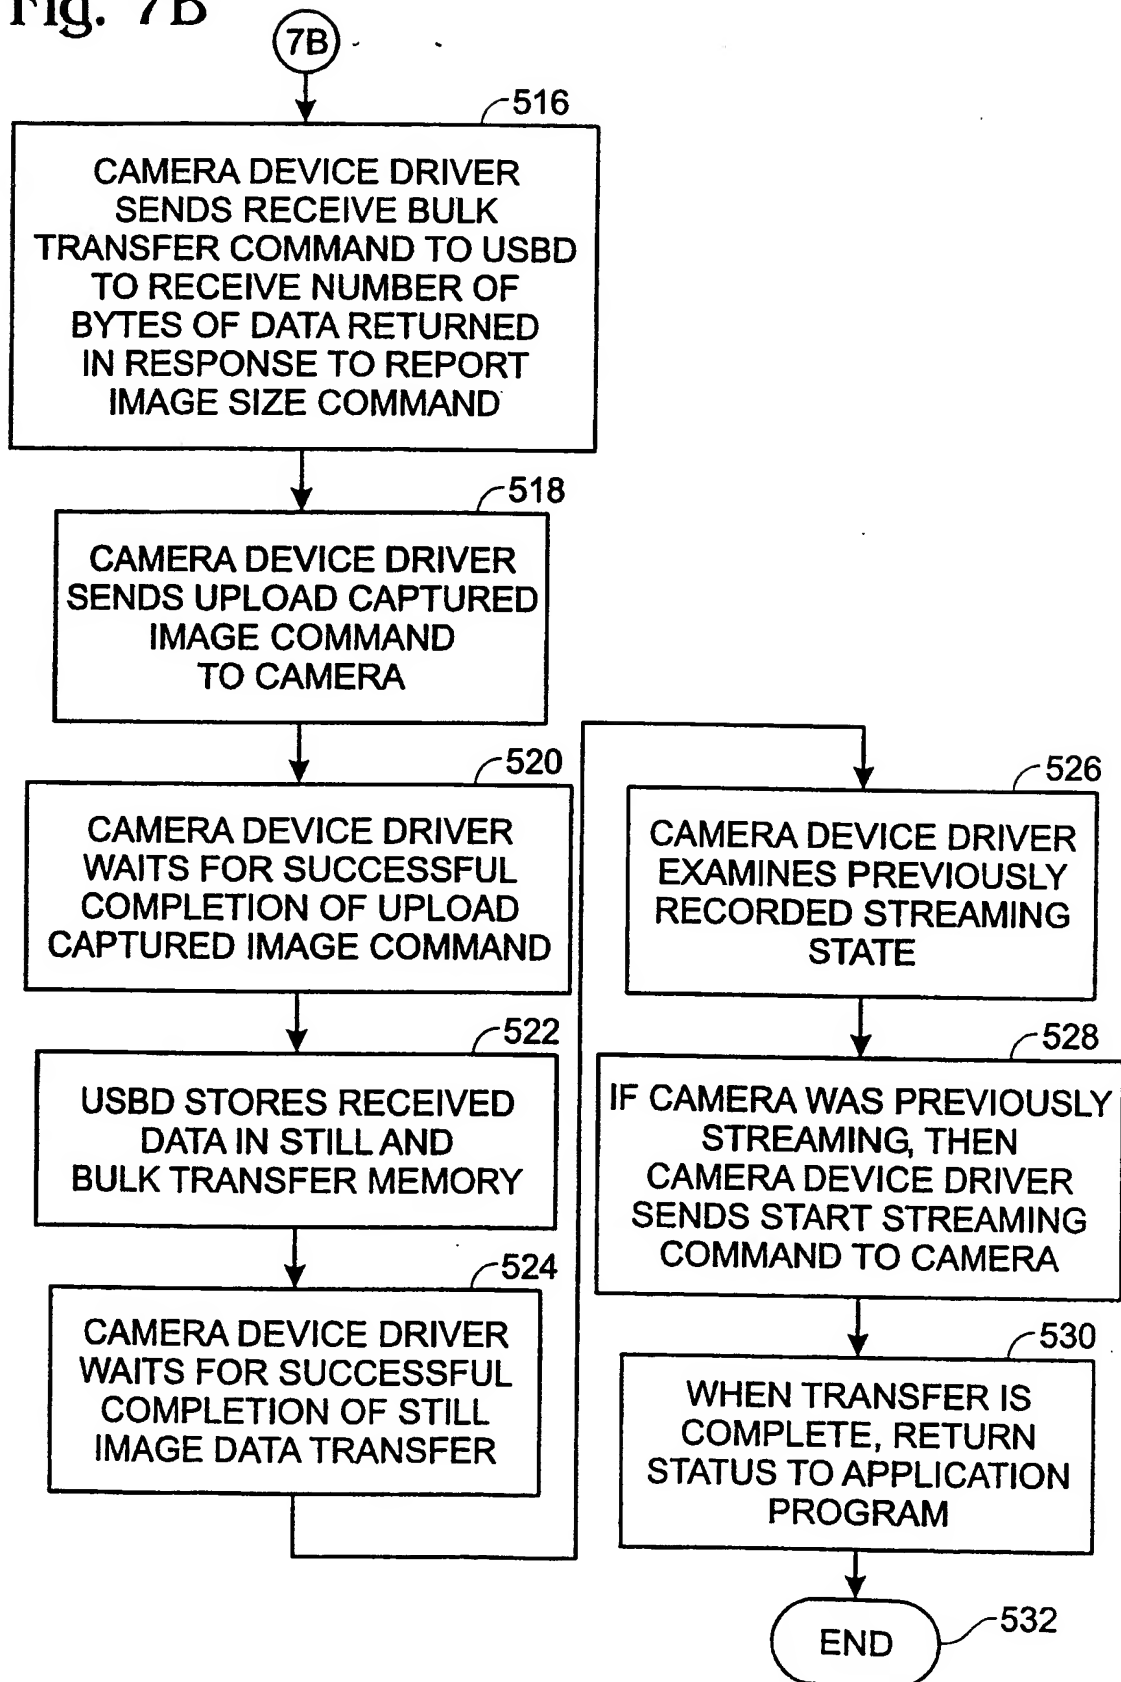 Fig. 7B
7B
516
CAMERA DEVICE DRIVER
SENDS RECEIVE BULK
TRANSFER COMMAND TO USBD
TO RECEIVE NUMBER OF
BYTES OF DATA RETURNED
IN RESPONSE TO REPORT
IMAGE SIZE COMMAND
518
CAMERA DEVICE DRIVER
SENDS UPLOAD CAPTURED
IMAGE COMMAND
TO CAMERA
520
CAMERA DEVICE DRIVER
WAITS FOR SUCCESSFUL
COMPLETION OF UPLOAD
CAPTURED IMAGE COMMAND
522
USBD STORES RECEIVED
DATA IN STILL AND
BULK TRANSFER MEMORY
524
CAMERA DEVICE DRIVER
WAITS FOR SUCCESSFUL
COMPLETION OF STILL
IMAGE DATA TRANSFER
526
CAMERA DEVICE DRIVER
EXAMINES PREVIOUSLY
RECORDED STREAMING
STATE
528
IF CAMERA WAS PREVIOUSLY
STREAMING, THEN
CAMERA DEVICE DRIVER
SENDS START STREAMING
COMMAND TO CAMERA
530
WHEN TRANSFER IS
COMPLETE, RETURN
STATUS TO APPLICATION
PROGRAM
END
532